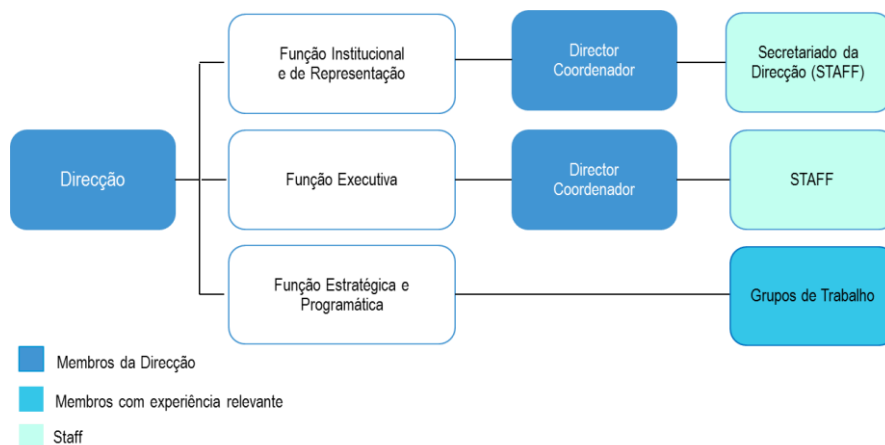 Função Institucional
e de Representação
Director
Coordenador
Secretariado da
Direcção (STAFF)
Direcção
Função Executiva
Director
Coordenador
STAFF
Função Estratégica e
Programática
Grupos de Trabalho
Membros da Direcção
Membros com experiência relevante
Staff